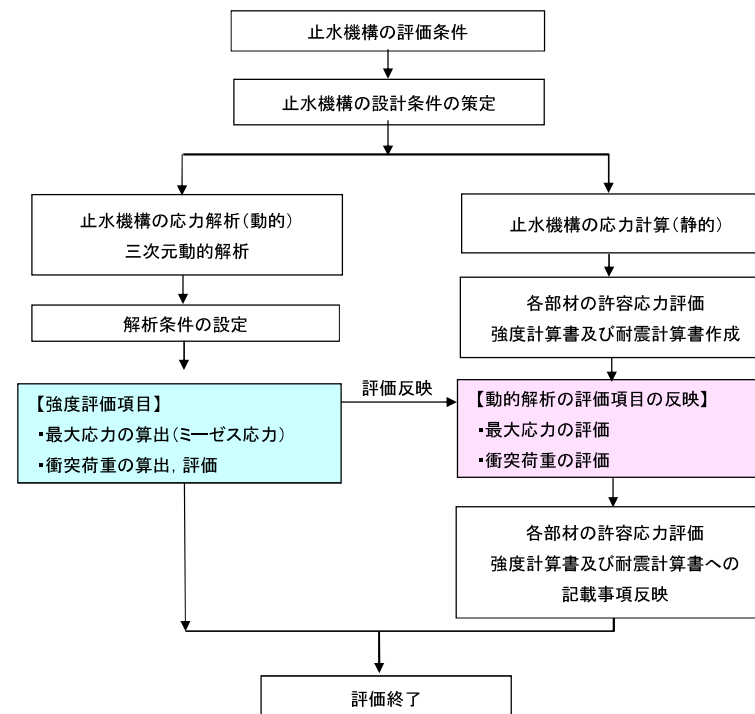 止水機構の評価条件
止水機構の設計条件の策定
止水機構の応力解析(動的)
三次元動的解析
解析条件の設定
【強度評価項目】
・最大応力の算出(ミーゼス応力)
・衝突荷重の算出, 評価
評価反映
止水機構の応力計算(静的)
各部材の許容応力評価
強度計算書及び耐震計算書作成
【動的解析の評価項目の反映】
・最大応力の評価
・衝突荷重の評価
各部材の許容応力評価
強度計算書及び耐震計算書への
記載事項反映
評価終了